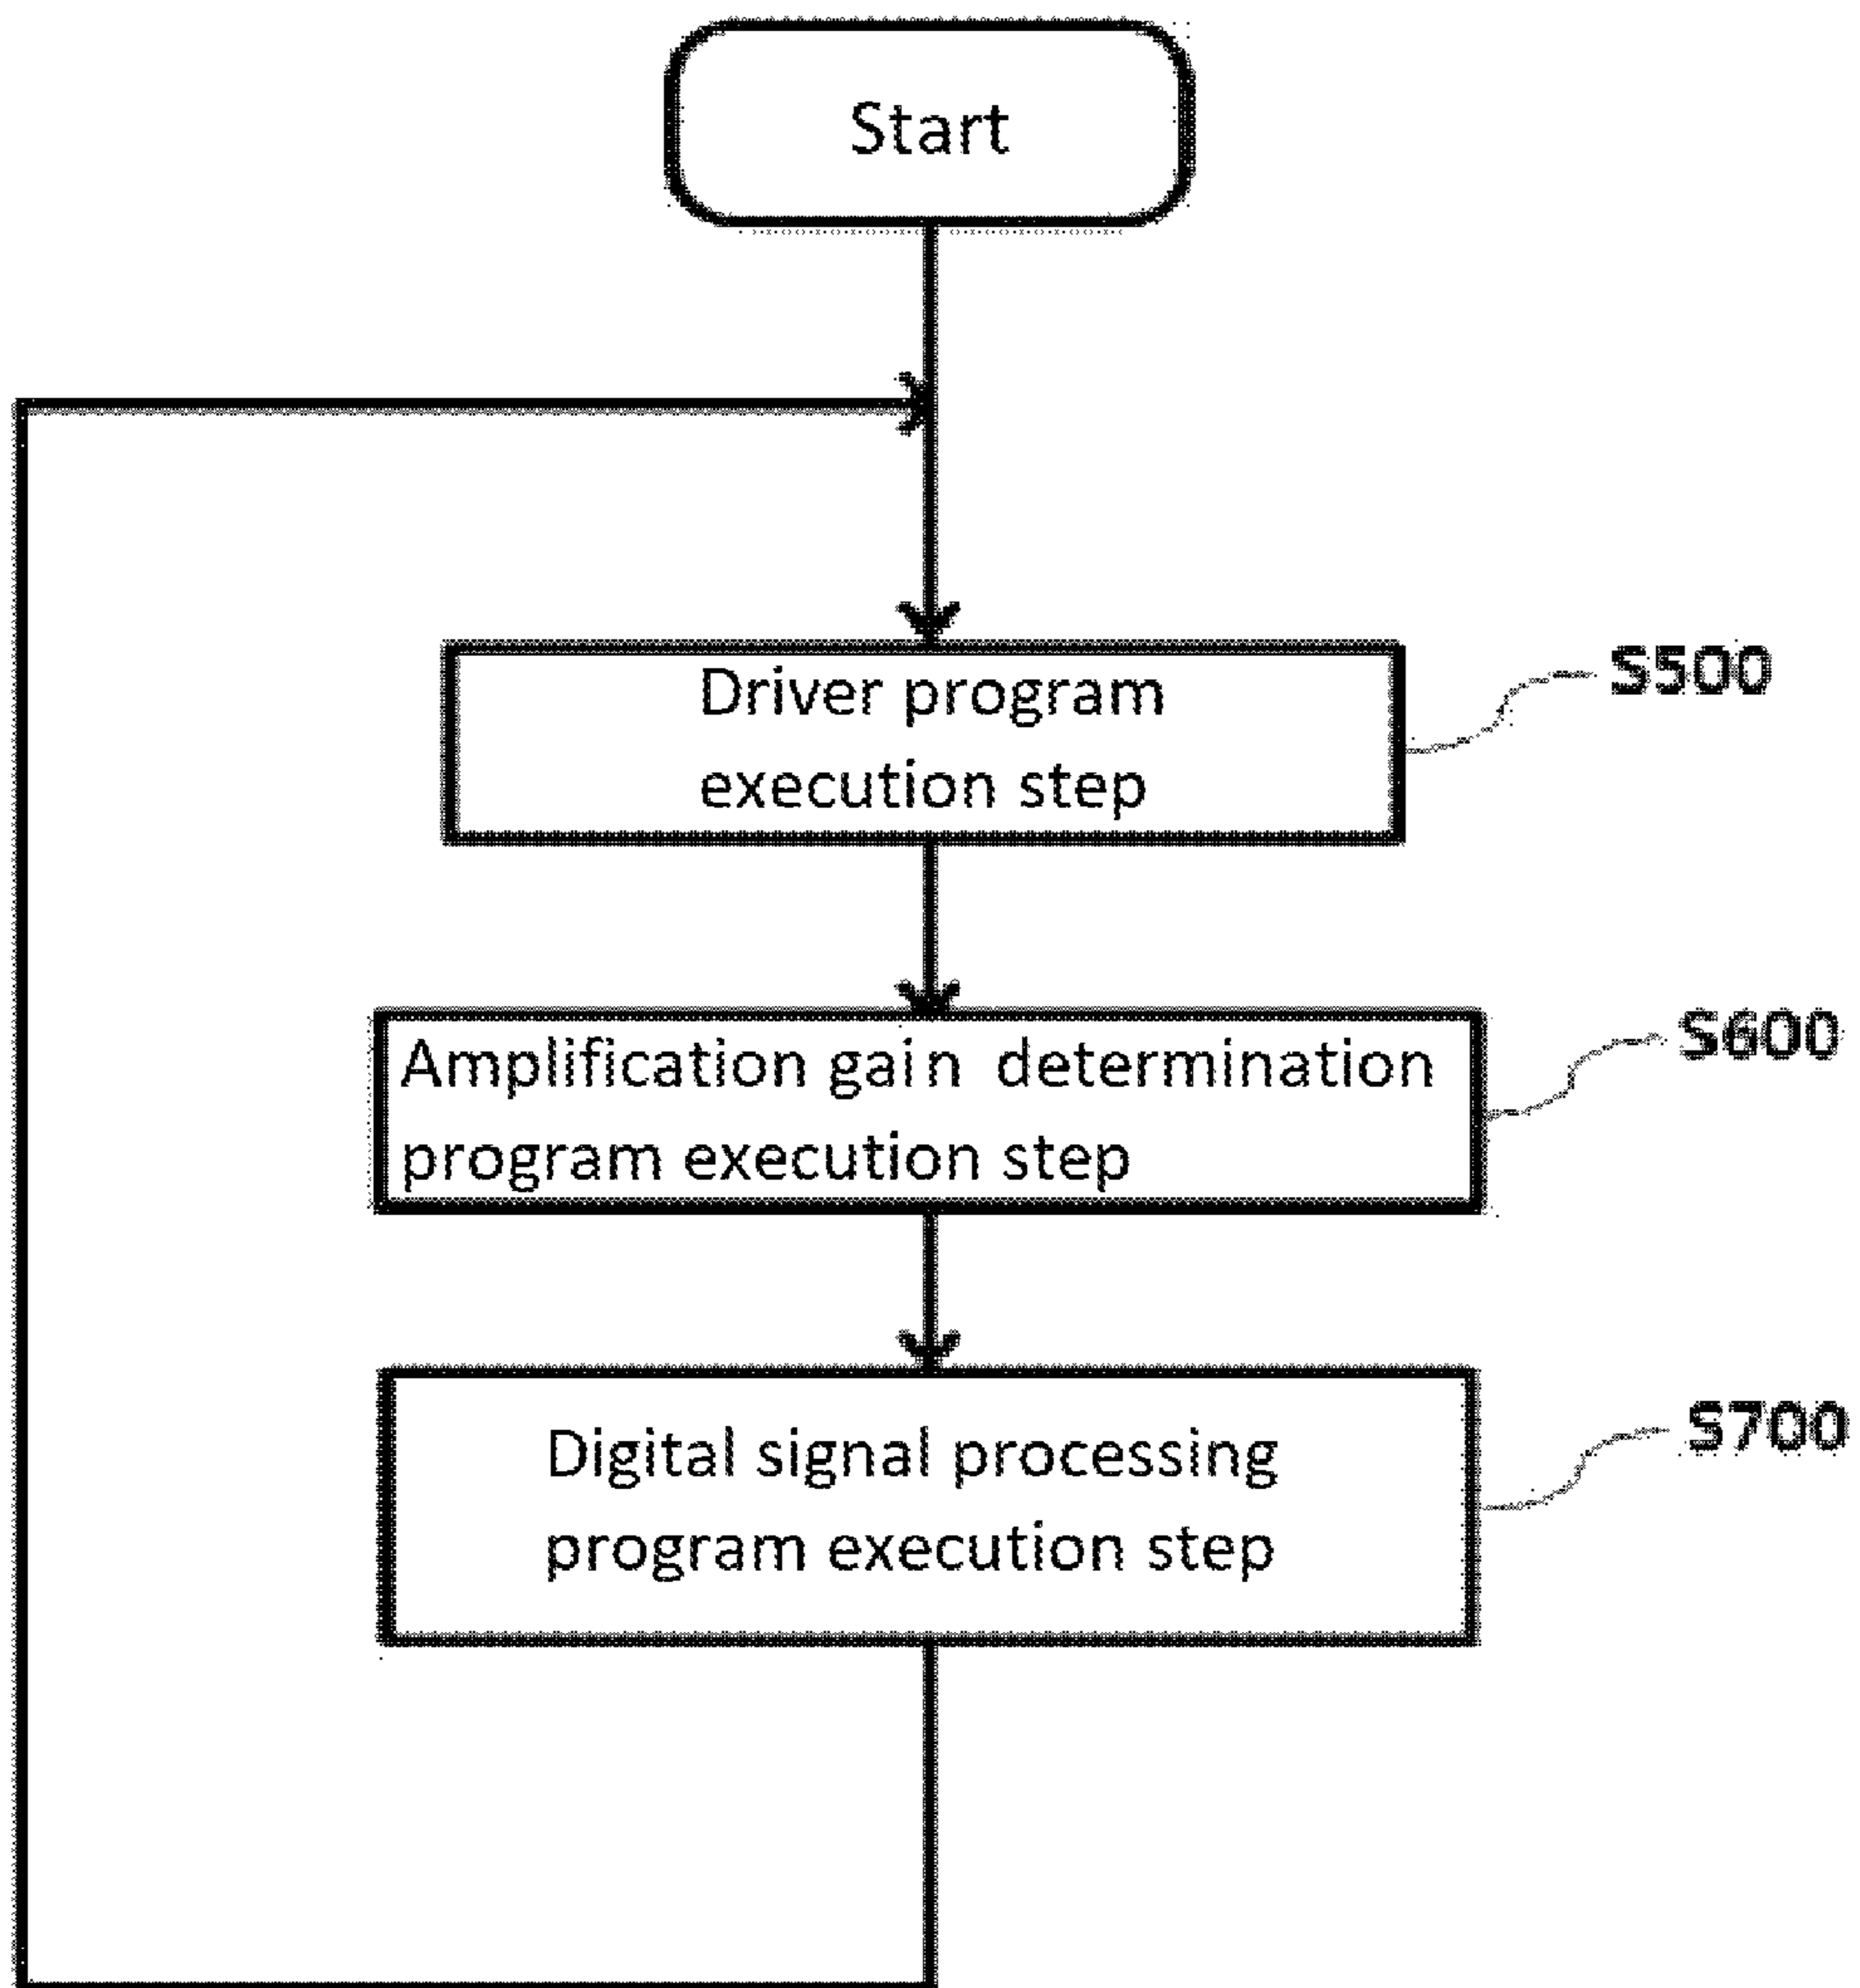 Start
Driver program
execution step
S500
Amplification gain determination
program execution step
S600
Digital signal processing
program execution step
S700